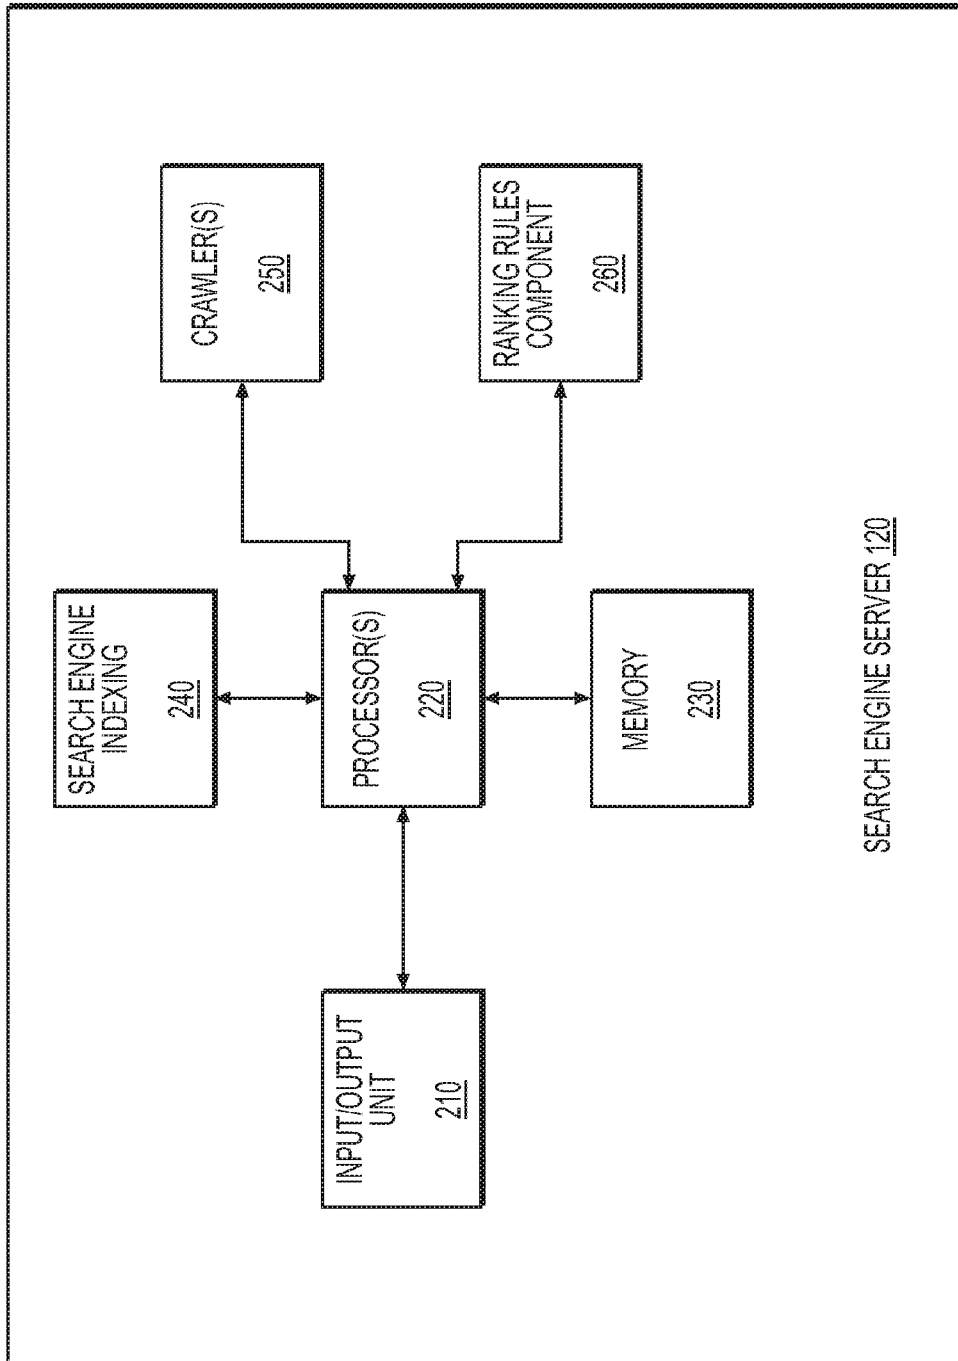 SEARCH ENGINE
INDEXING
240
CRAWLER(S)
250
INPUT/OUTPUT
UNIT
210
PROCESSOR(S)
220
RANKING RULES
COMPONENT
260
MEMORY
230
SEARCH ENGINE SERVER 120